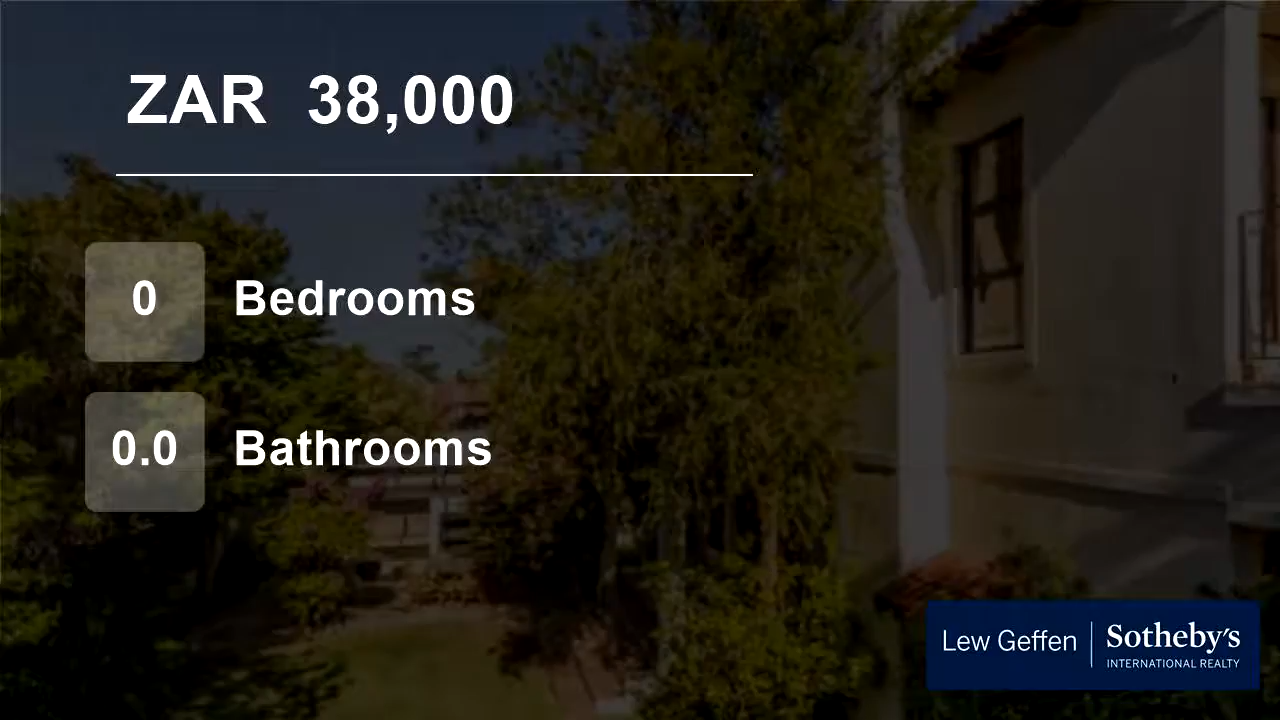 ZAR 38,000
0 Bedrooms
0.0 Bathrooms
Lew Geffen Sotheby's
INTERNATIONAL REALTY